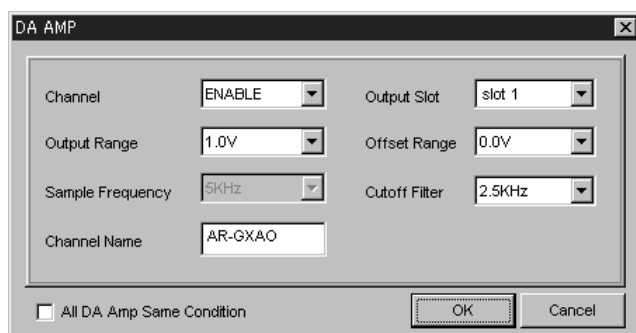 DA AMP
Channel ENABLE Output Slot slot 1
Output Range 1.0V Offset Range 0.0V
Sample Frequency 5KHz Cutoff Filter 2.5KHz
Channel Name AR-GXAO
All DA Amp Same Condition OK Cancel